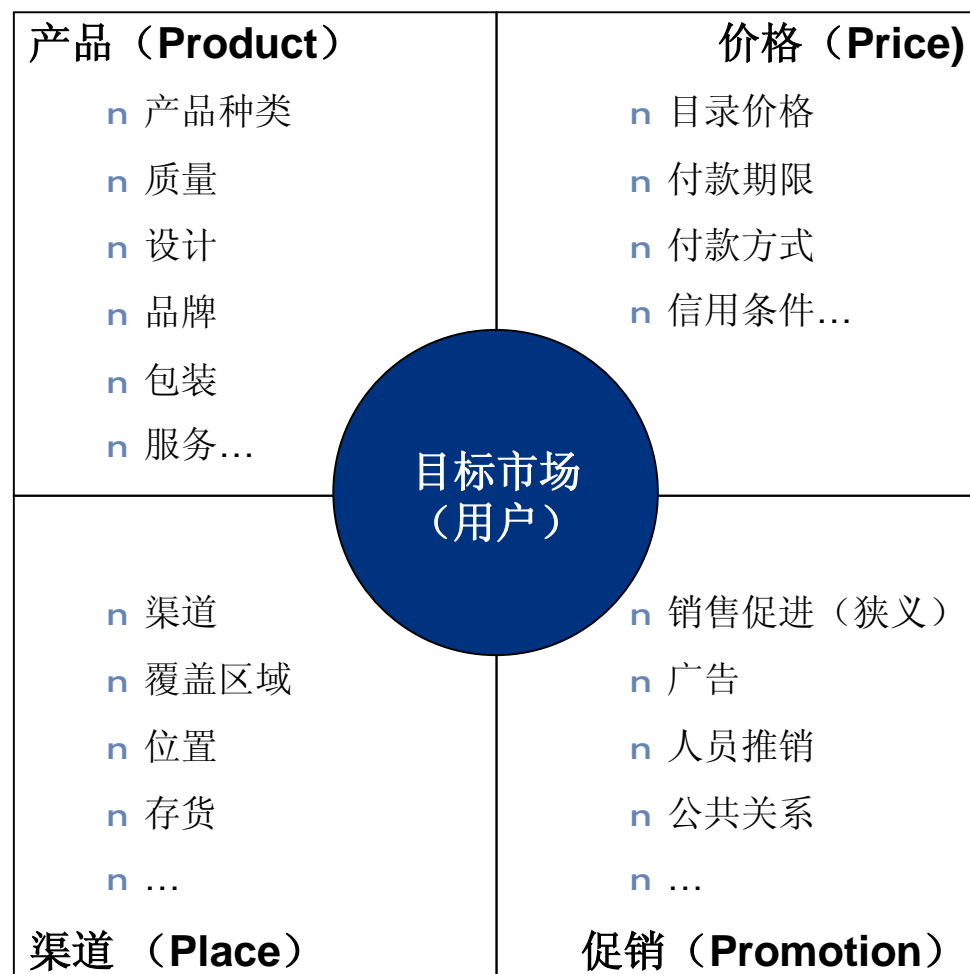 产品（Product）
n 产品种类
n 质量
n 设计
n 品牌
n 包装
n 服务…
价格（Price)
n 目录价格
n 付款期限
n 付款方式
n 信用条件…
目标市场
（用户）
n 渠道
n 覆盖区域
n 位置
n 存货
n …
渠道 （Place）
n 销售促进（狭义）
n 广告
n 人员推销
n 公共关系
n …
促销（Promotion）